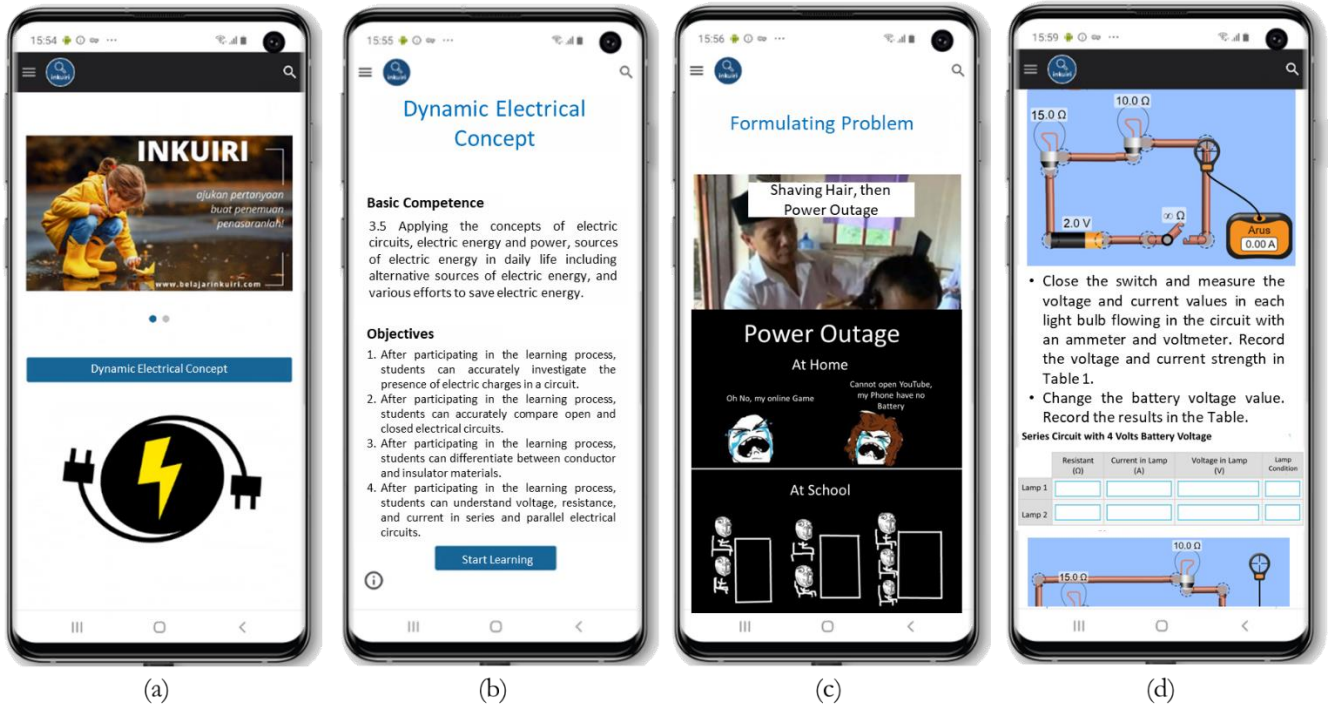 15:54
inkuiri
INKUIRI
ajukan pertanyaan
buat penemuan
penasaranlah!
www.belajarinkuiri.com
Dynamic Electrical Concept
(a)
15:55
inkuiri
Dynamic Electrical
Concept
Basic Competence
3.5 Applying the concepts of electric
circuits, electric energy and power, sources
of electric energy in daily life including
alternative sources of electric energy, and
various efforts to save electric energy.
Objectives
1. After participating in the learning process,
students can accurately investigate the
presence of electric charges in a circuit.
2. After participating in the learning process,
students can accurately compare open and
closed electrical circuits.
3. After participating in the learning process,
students can differentiate between conductor
and insulator materials.
4. After participating in the learning process,
students can understand voltage, resistance,
and current in series and parallel electrical
circuits.
Start Learning
(b)
15:56
inkuiri
Formulating Problem
Shaving Hair, then
Power Outage
Power Outage
At Home
Oh No, my online Game
Cannot open YouTube,
my Phone have no
Battery
At School
(c)
15:59
inkuiri
15.0 Ω
10.0 Ω
2.0 V
∞ Ω
Arus
0.00 A
• Close the switch and measure the
voltage and current values in each
light bulb flowing in the circuit with
an ammeter and voltmeter. Record
the voltage and current strength in
Table 1.
• Change the battery voltage value.
Record the results in the Table.
Series Circuit with 4 Volts Battery Voltage
Resistant (Ω) Current in Lamp (A) Voltage in Lamp (V) Lamp Condition
Lamp 1
Lamp 2
10.0 Ω
15.0 Ω
(d)